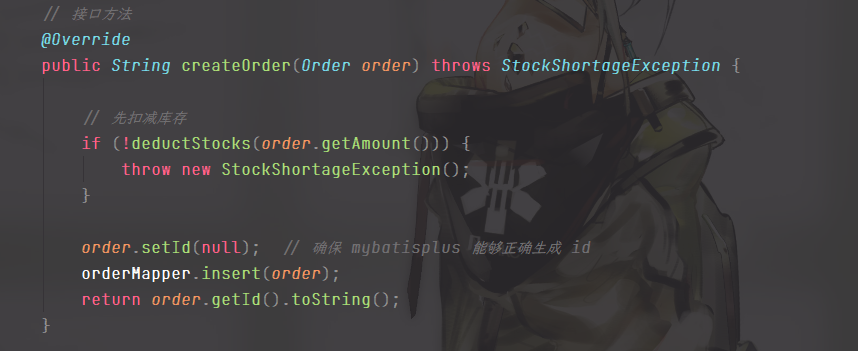 // 接口方法
@Override
public String createOrder(Order order) throws StockShortageException {
// 先扣减库存
if (!deductStocks(order.getAmount())) {
throw new StockShortageException();
}
order.setId(null);  // 确保 mybatisplus 能够正确生成 id
orderMapper.insert(order);
return order.getId().toString();
}